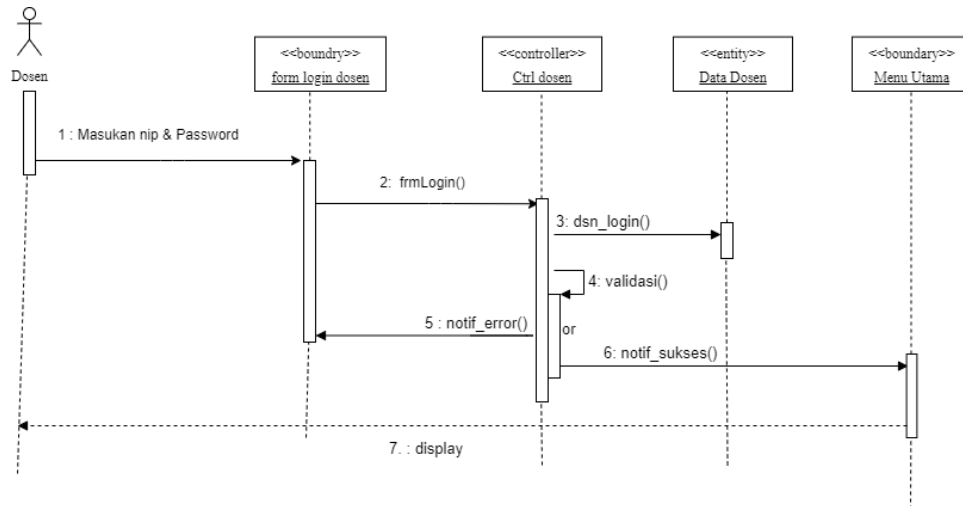 Dosen
<<boundry>>
form login dosen
<<controller>>
Ctrl dosen
<<entity>>
Data Dosen
<<boundary>>
Menu Utama
1 : Masukan nip & Password
2: frmLogin()
3: dsn_login()
4: validasi()
5 : notif_error()
or
6: notif_sukses()
7. : display